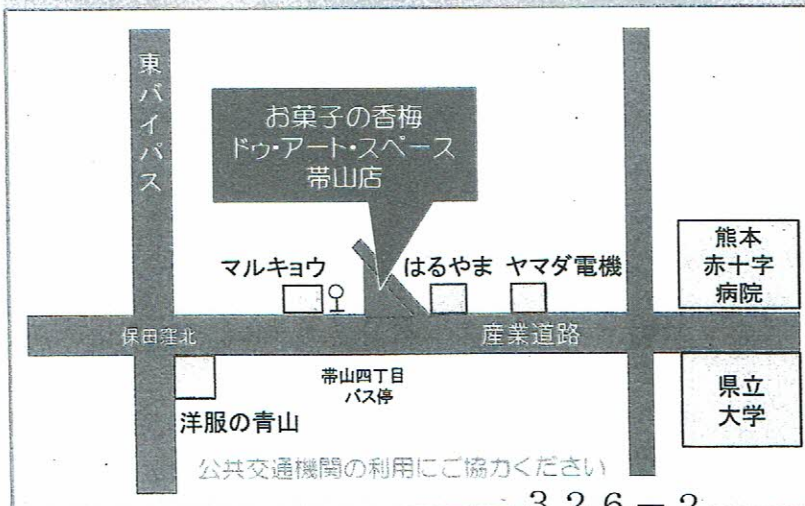 東バイパス
お菓子の香梅
ドゥ・アート・スペース
帯山店
マルキョウ
はるやま
ヤマダ電機
熊本
赤十字
病院
保田窪北
産業道路
帯山四丁目
バス停
洋服の青山
県立
大学
公共交通機関の利用にご協力ください
326-2